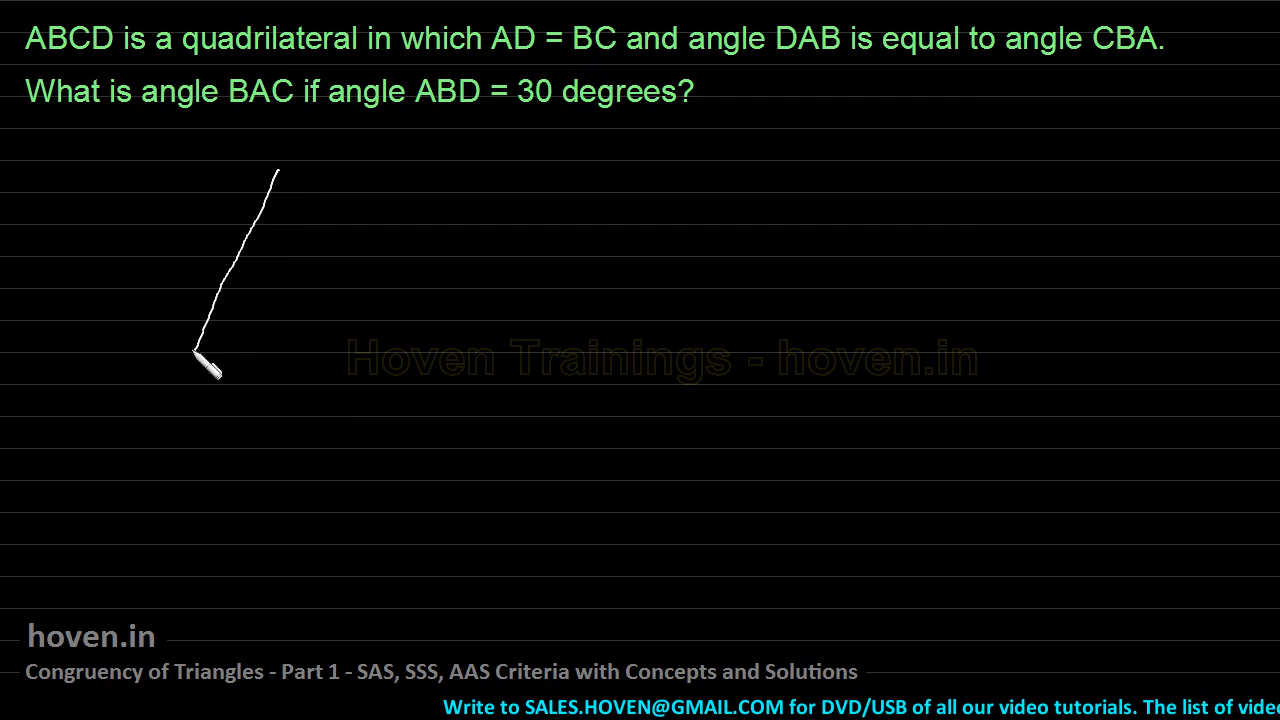 ABCD is a quadrilateral in which AD = BC and angle DAB is equal to angle CBA.
What is angle BAC if angle ABD = 30 degrees?
Hoven Trainings - hoven.in
hoven.in
Congruency of Triangles - Part 1 - SAS, SSS, AAS Criteria with Concepts and Solutions
Write to SALES.HOVEN@GMAIL.COM for DVD/USB of all our video tutorials. The list of vide